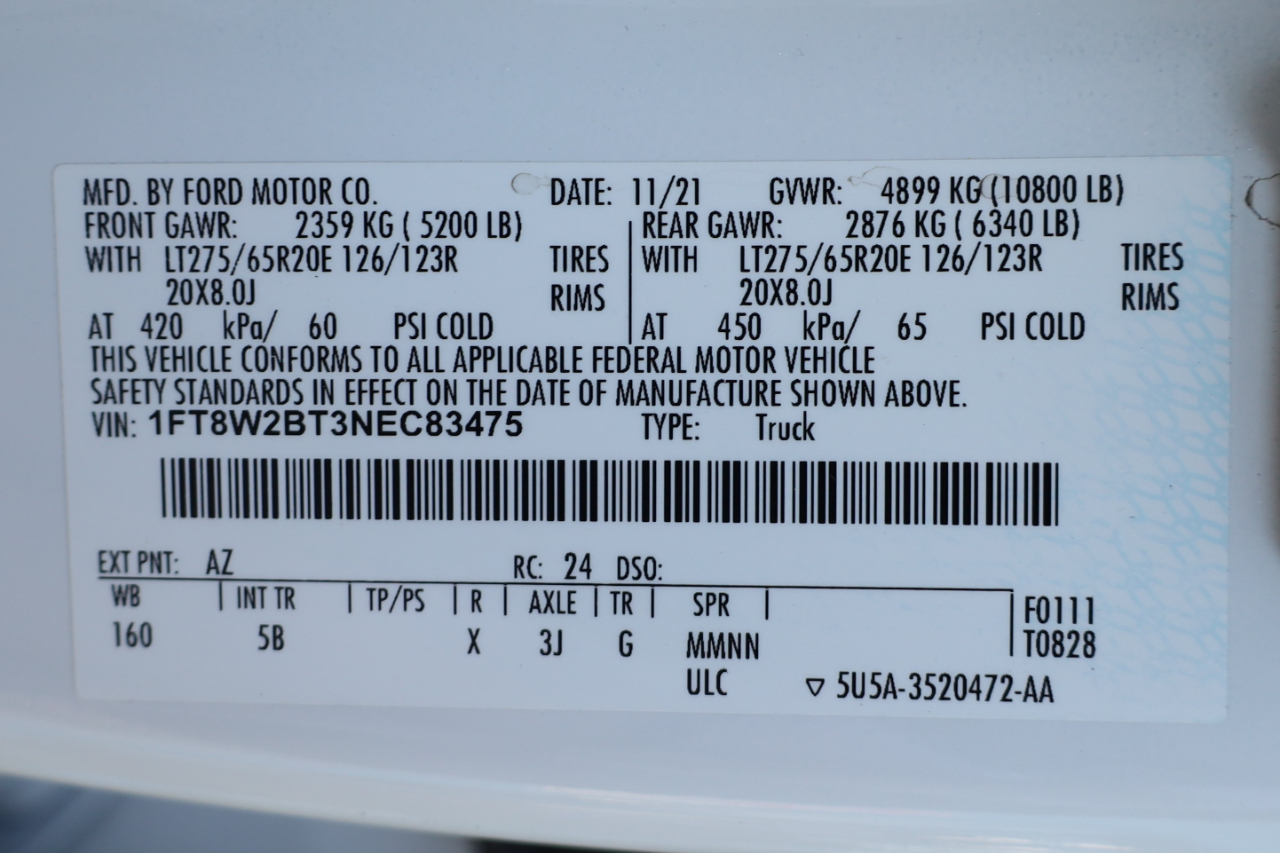 MFD. BY FORD MOTOR CO. DATE: 11/21 GVWR: 4899 KG (10800 LB)
FRONT GAWR: 2359 KG ( 5200 LB) REAR GAWR: 2876 KG ( 6340 LB)
WITH LT275/65R20E 126/123R TIRES WITH LT275/65R20E 126/123R TIRES
20X8.0J RIMS 20X8.0J RIMS
AT 420 kPa/ 60 PSI COLD AT 450 kPa/ 65 PSI COLD
THIS VEHICLE CONFORMS TO ALL APPLICABLE FEDERAL MOTOR VEHICLE
SAFETY STANDARDS IN EFFECT ON THE DATE OF MANUFACTURE SHOWN ABOVE.
VIN: 1FT8W2BT3NEC83475 TYPE: Truck
EXT PNT: AZ RC: 24 DSO:
WB | INT TR | TP/PS | R | AXLE | TR | SPR | F0111
160 5B X 3J G MMNN T0828
ULC ▽ 5U5A-3520472-AA